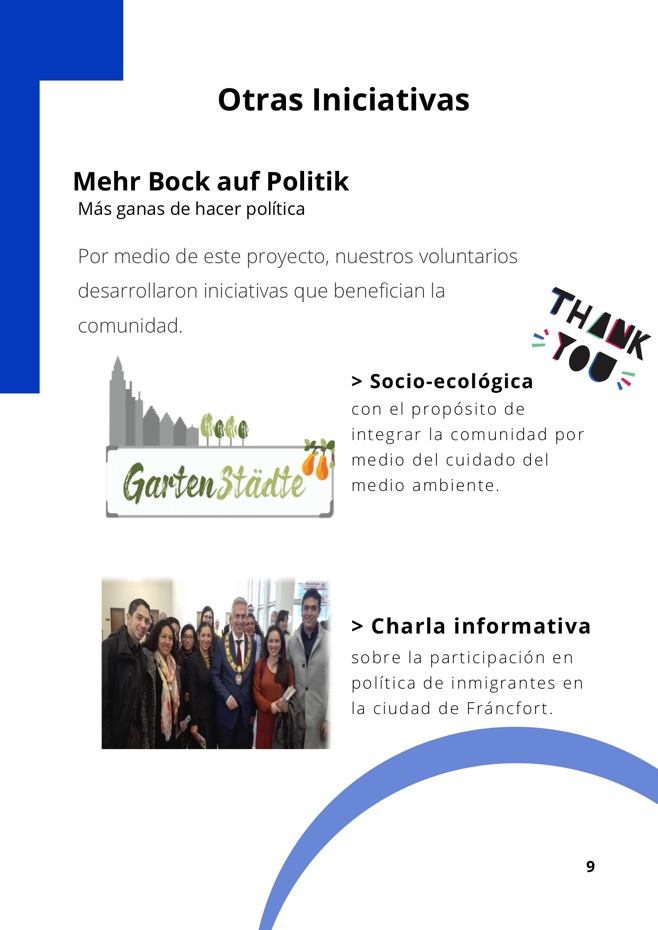 Otras Iniciativas
Mehr Bock auf Politik
Más ganas de hacer política
Por medio de este proyecto, nuestros voluntarios
desarrollaron iniciativas que benefician la
comunidad.
THANK
YOU
> Socio-ecológica
con el propósito de
integrar la comunidad por
medio del cuidado del
medio ambiente.
GartenStädte
> Charla informativa
sobre la participación en
política de inmigrantes en
la ciudad de Fráncfort.
9